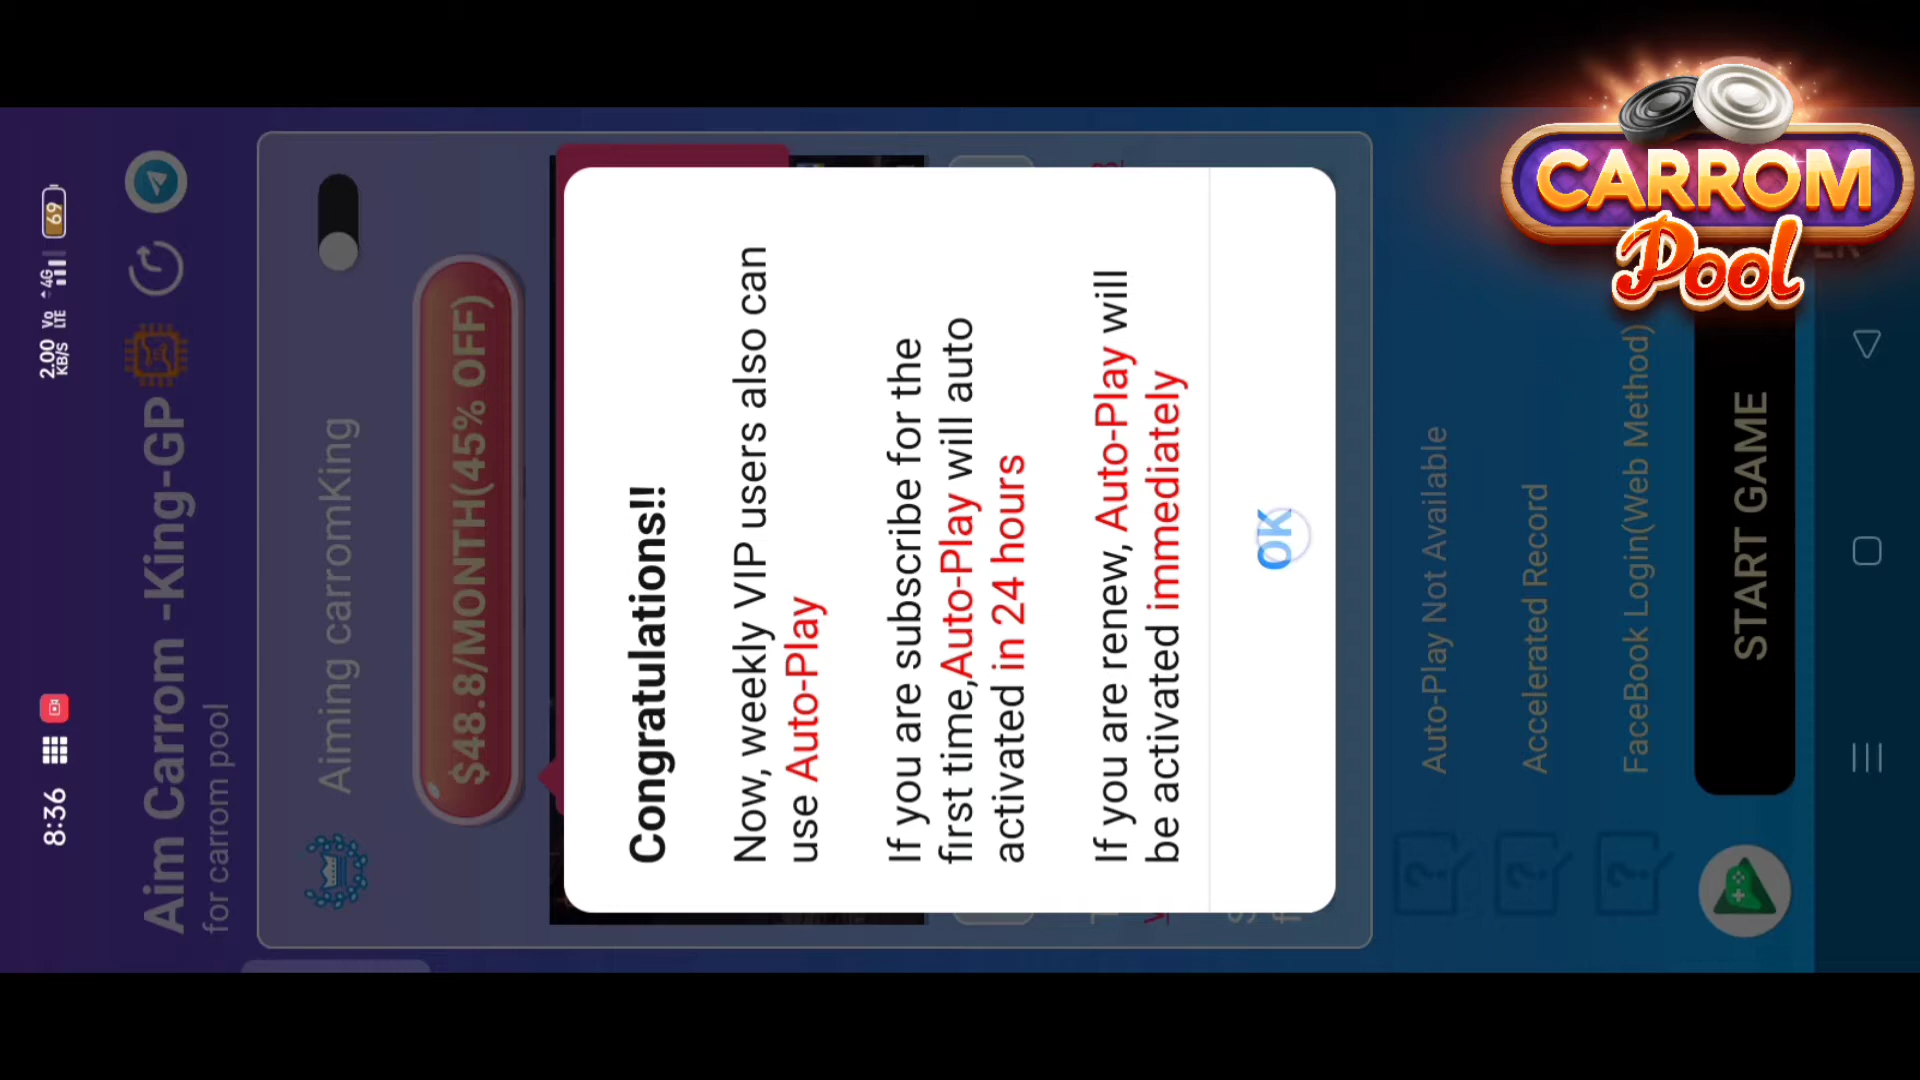 8:36
2.00
KB/S
Vo
LTE
4G
69
Aim Carrom -King-GP
for carrom pool
Aiming carromKing
$48.8/MONTH(45% OFF)
Congratulations!!
Now, weekly VIP users also can
use Auto-Play
If you are subscribe for the
first time,Auto-Play will auto
activated in 24 hours
If you are renew, Auto-Play will
be activated immediately
OK
Auto-Play Not Available
Accelerated Record
FaceBook Login(Web Method)
START GAME
CARROM
Pool